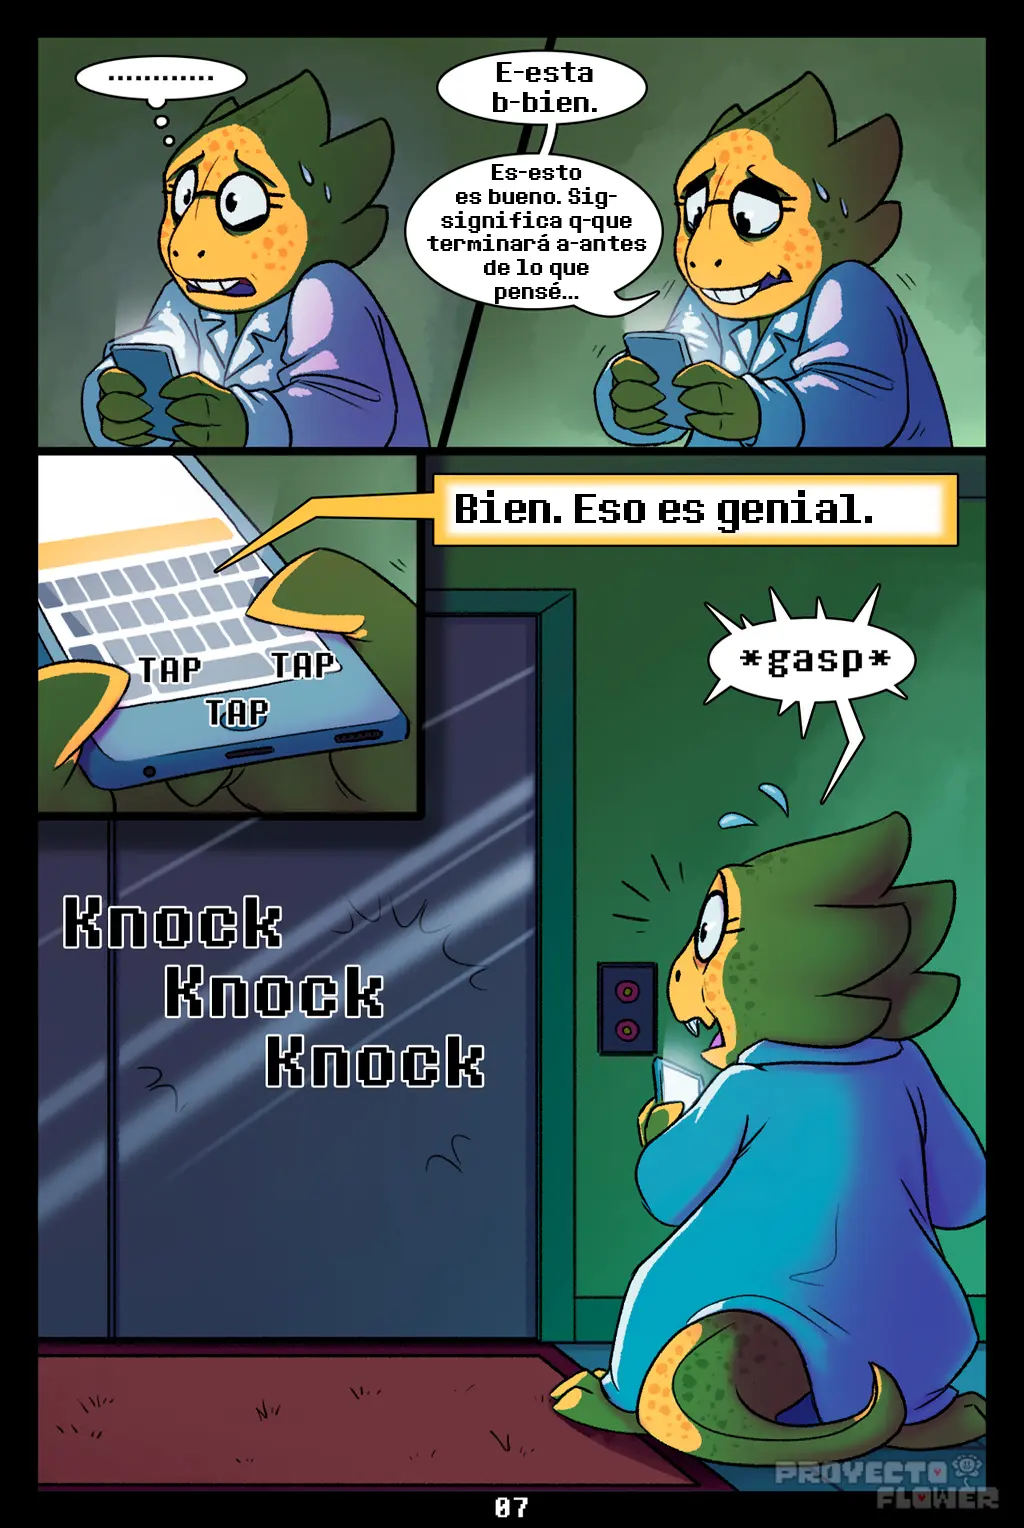 ............
E-esta
b-bien.
Es-esto
es bueno. Sig-
significa q-que
terminará a-antes
de lo que
pensé...
Bien. Eso es genial.
TAP
TAP
TAP
*gasp*
Knock
Knock
Knock
PROYECTO
FLOWER
07